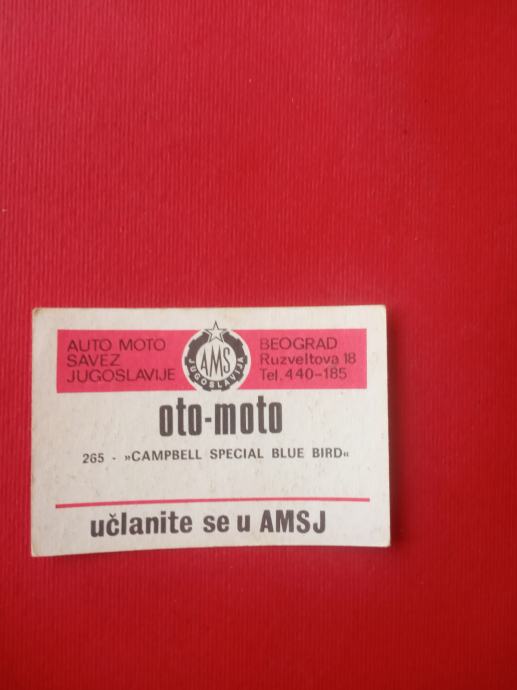 AUTO MOTO
SAVEZ
JUGOSLAVIJE
AMS
JUGOSLAVIJA
BEOGRAD
Ruzveltova 18
Tel. 440-185
oto-moto
265 - »CAMPBELL SPECIAL BLUE BIRD«
učlanite se u AMSJ